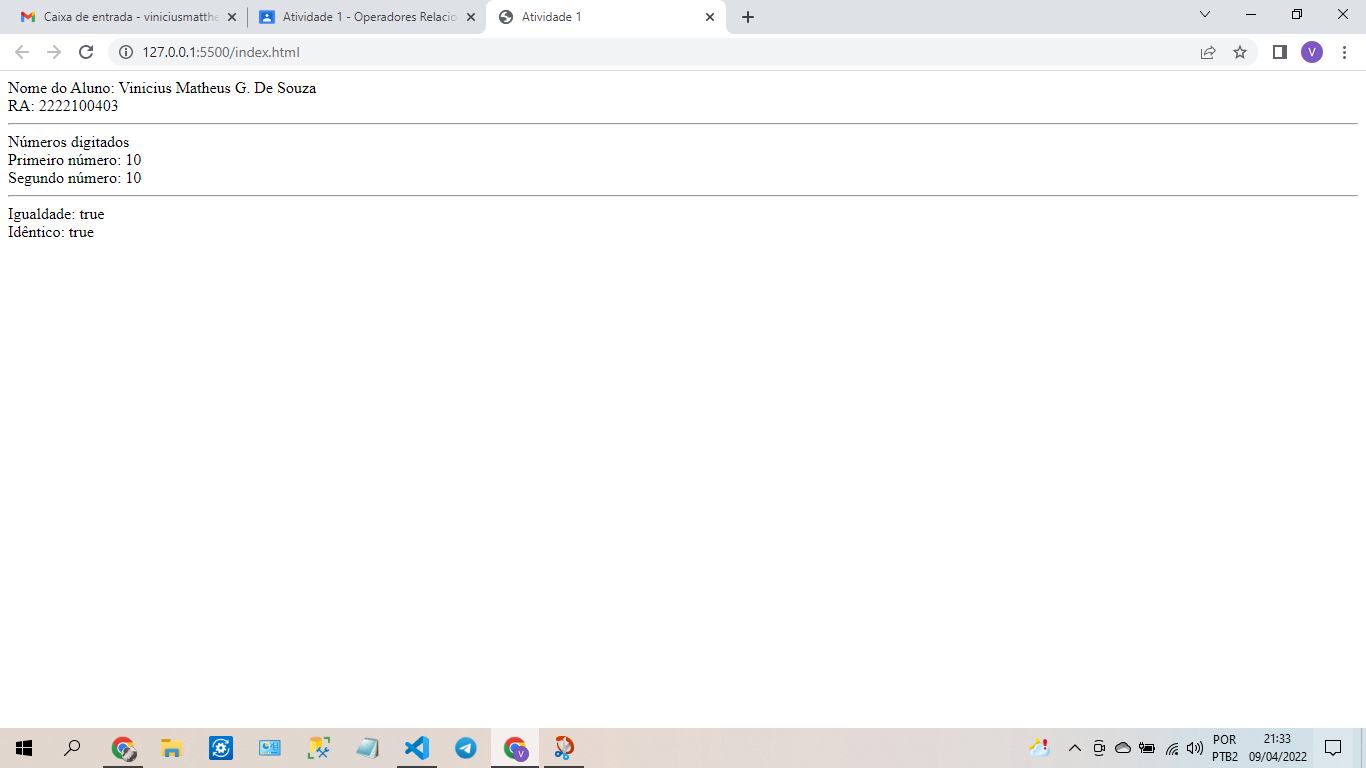 Caixa de entrada - viniciusmatthe
Atividade 1 - Operadores Relacio
Atividade 1
127.0.0.1:5500/index.html
V
Nome do Aluno: Vinicius Matheus G. De Souza
RA: 2222100403
Números digitados
Primeiro número: 10
Segundo número: 10
Igualdade: true
Idêntico: true
V
POR
PTB2
21:33
09/04/2022